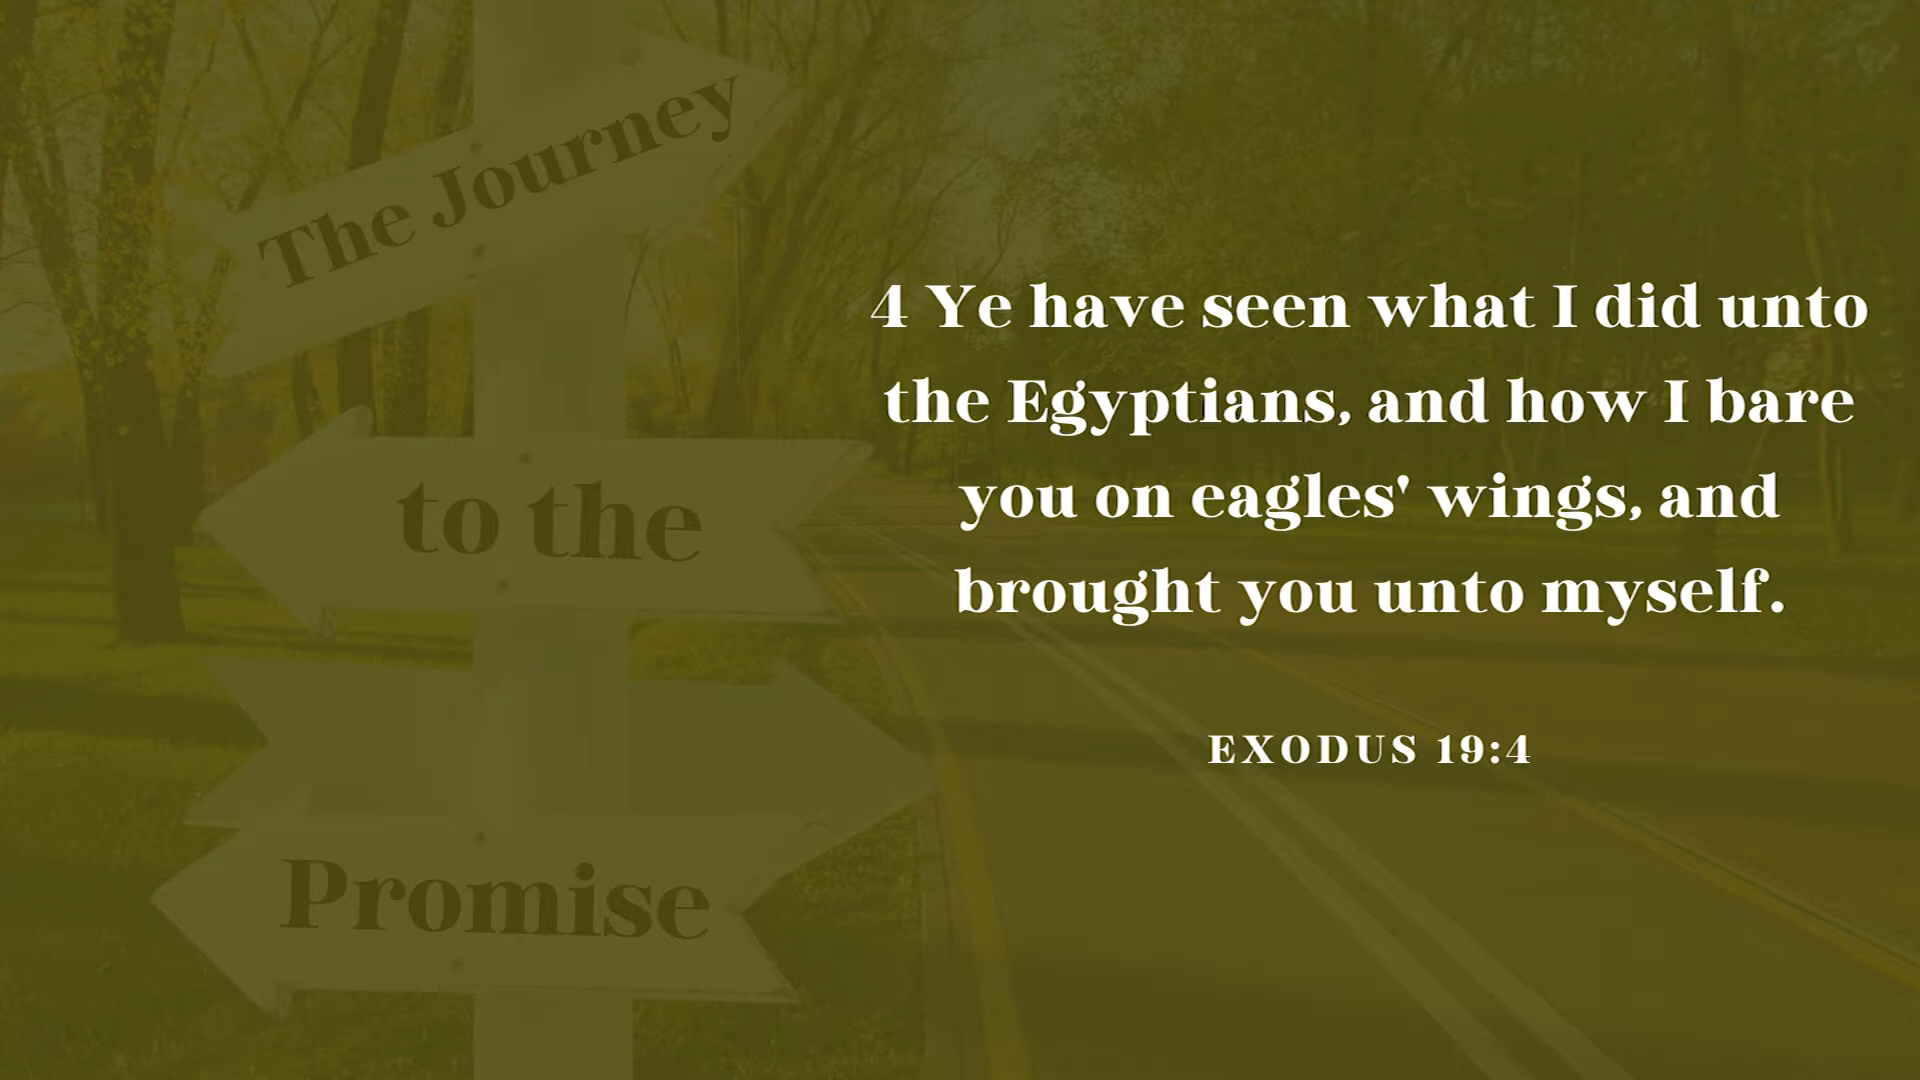 The Journey
to the
Promise
4 Ye have seen what I did unto
the Egyptians, and how I bare
you on eagles' wings, and
brought you unto myself.
EXODUS 19:4